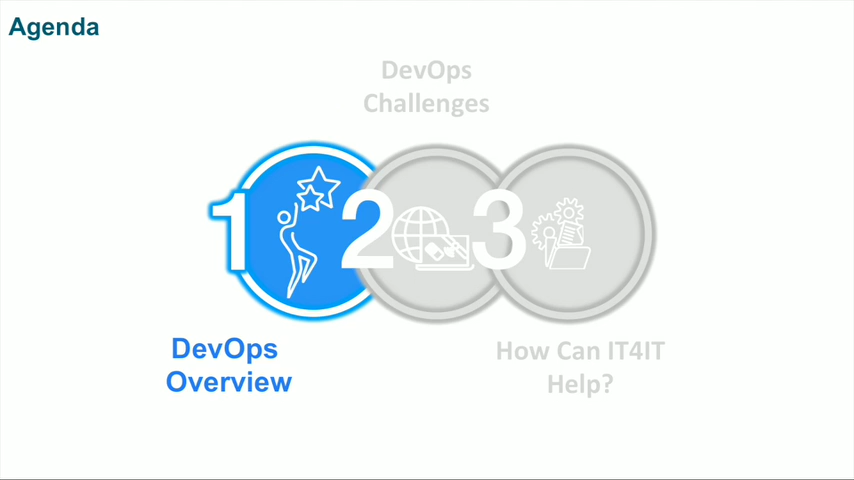 Agenda
DevOps
Challenges
1
2
3
DevOps
Overview
How Can IT4IT
Help?